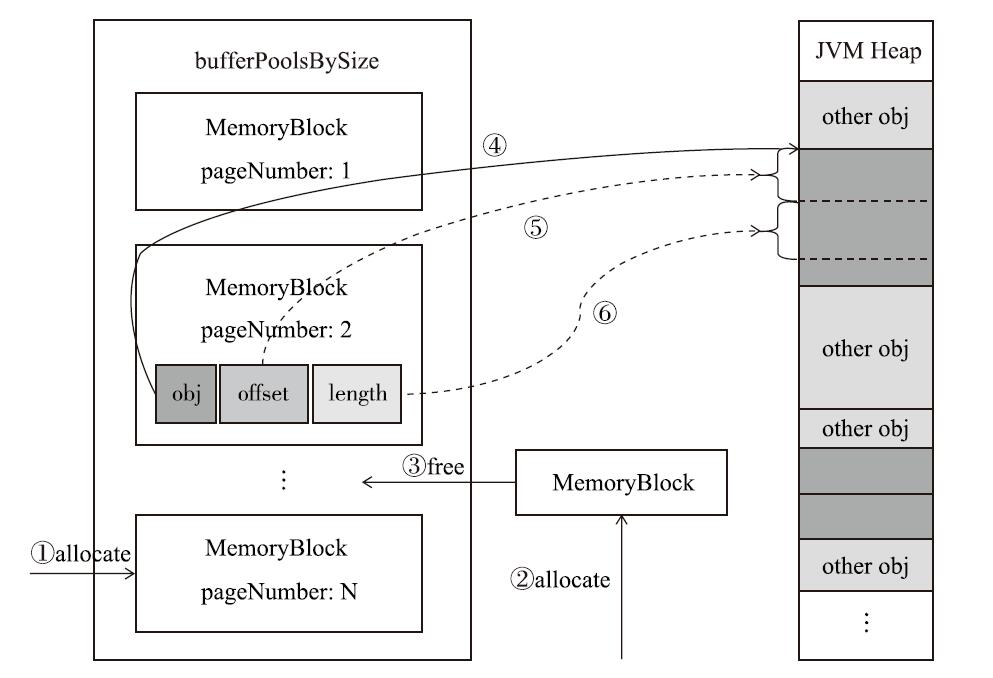 bufferPoolsBySize
MemoryBlock
pageNumber: 1
MemoryBlock
pageNumber: 2
obj
offset
length
⋮
MemoryBlock
pageNumber: N
①allocate
②allocate
③free
MemoryBlock
④
⑤
⑥
JVM Heap
other obj
other obj
other obj
other obj
⋮